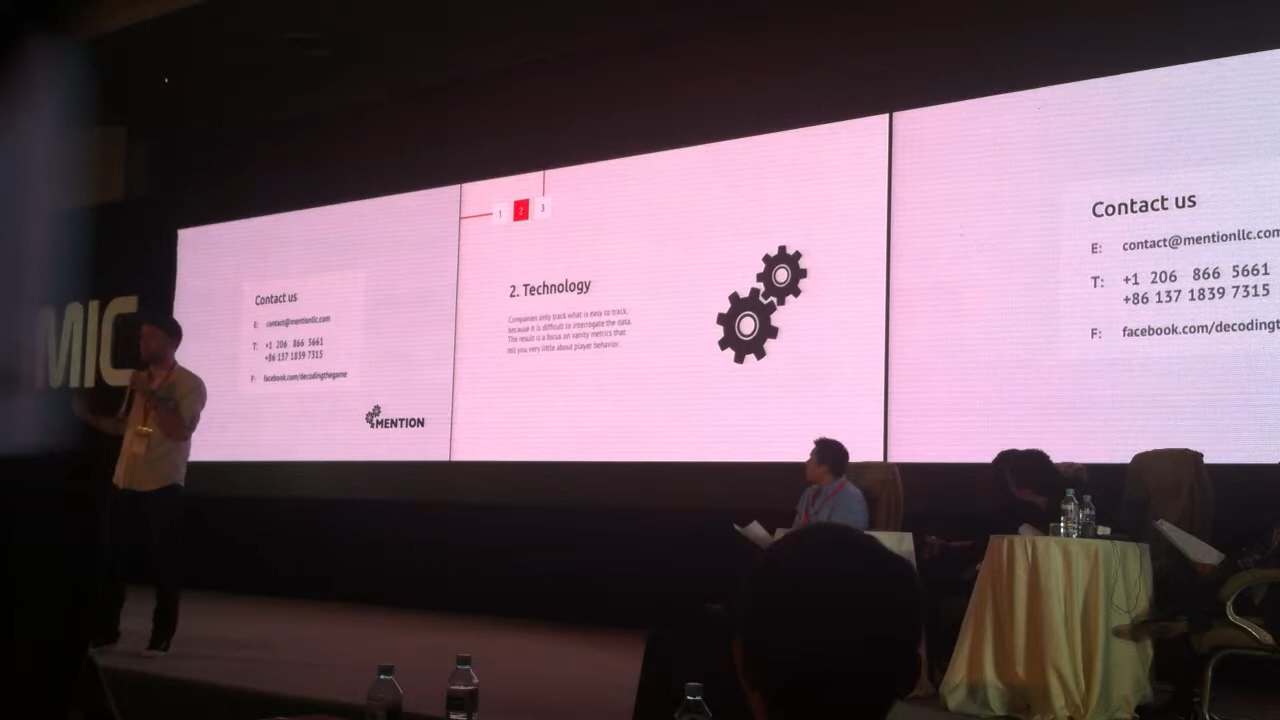 MIC
Contact us
E: contact@mentionllc.com
T: +1 206 866 5661
+86 137 1839 7315
F: facebook.com/decodingthegame
MENTION
1 2 3
2. Technology
Companies only track what is easy to track,
because it is difficult to interrogate the data.
The result is a focus on vanity metrics that
tell you very little about player behavior.
Contact us
E: contact@mentionllc.com
T: +1 206 866 5661
+86 137 1839 7315
F: facebook.com/decodingt